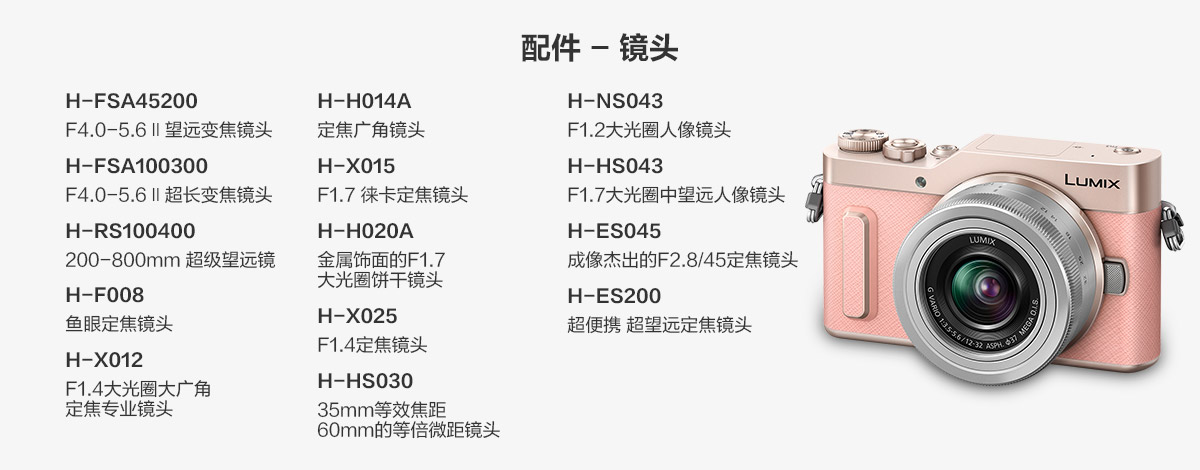 配件 - 镜头
H-FSA45200
F4.0-5.6 II 望远变焦镜头
H-FSA100300
F4.0-5.6 II 超长变焦镜头
H-RS100400
200-800mm 超级望远镜
H-F008
鱼眼定焦镜头
H-X012
F1.4大光圈大广角
定焦专业镜头
H-H014A
定焦广角镜头
H-X015
F1.7 徕卡定焦镜头
H-H020A
金属饰面的F1.7
大光圈饼干镜头
H-X025
F1.4定焦镜头
H-HS030
35mm等效焦距
60mm的等倍微距镜头
H-NS043
F1.2大光圈人像镜头
H-HS043
F1.7大光圈中望远人像镜头
H-ES045
成像杰出的F2.8/45定焦镜头
H-ES200
超便携 超望远定焦镜头
LUMIX
LUMIX
G VARIO 1:3.5-5.6/12-32 ASPH. φ37 MEGA O.I.S.